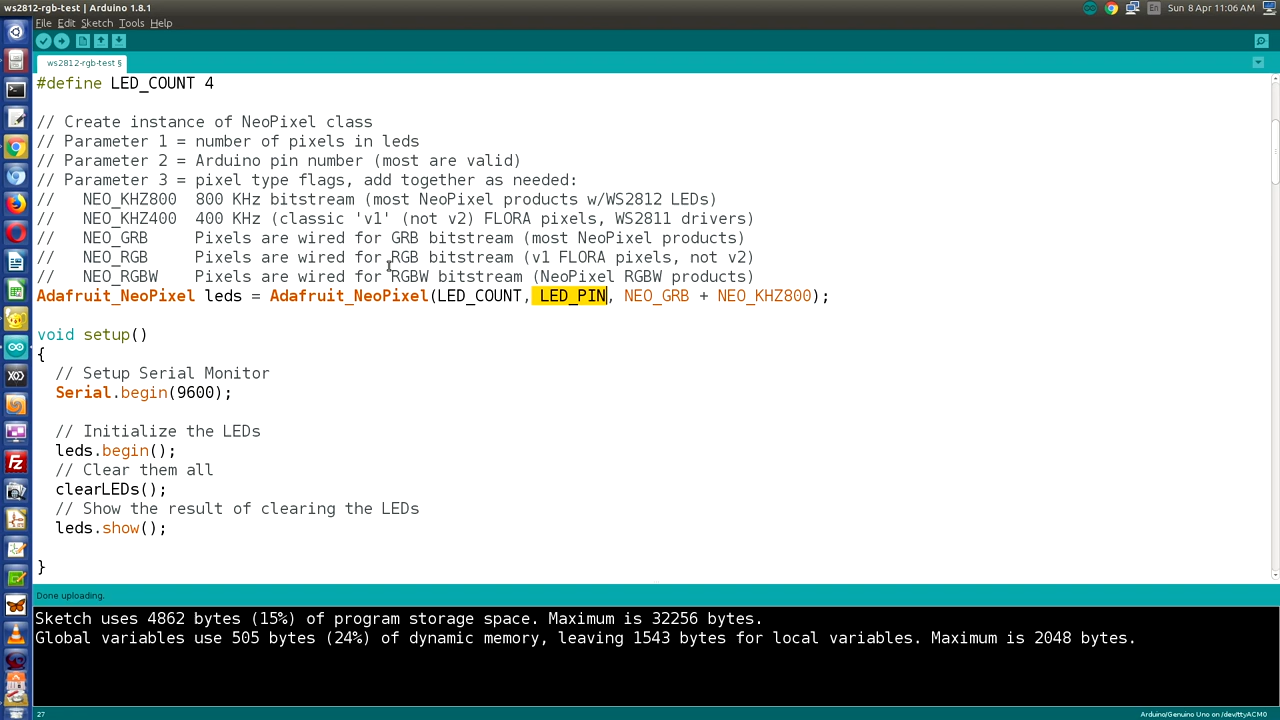 ws2812-rgb-test | Arduino 1.8.1
En
Sun 8 Apr 11:06 AM
File Edit Sketch Tools Help
ws2812-rgb-test §
#define LED_COUNT 4
// Create instance of NeoPixel class
// Parameter 1 = number of pixels in leds
// Parameter 2 = Arduino pin number (most are valid)
// Parameter 3 = pixel type flags, add together as needed:
//   NEO_KHZ800  800 KHz bitstream (most NeoPixel products w/WS2812 LEDs)
//   NEO_KHZ400  400 KHz (classic 'v1' (not v2) FLORA pixels, WS2811 drivers)
//   NEO_GRB     Pixels are wired for GRB bitstream (most NeoPixel products)
//   NEO_RGB     Pixels are wired for RGB bitstream (v1 FLORA pixels, not v2)
//   NEO_RGBW    Pixels are wired for RGBW bitstream (NeoPixel RGBW products)
Adafruit_NeoPixel leds = Adafruit_NeoPixel(LED_COUNT, LED_PIN, NEO_GRB + NEO_KHZ800);
void setup()
{
  // Setup Serial Monitor
  Serial.begin(9600);
  // Initialize the LEDs
  leds.begin();
  // Clear them all
  clearLEDs();
  // Show the result of clearing the LEDs
  leds.show();
}
Done uploading.
Sketch uses 4862 bytes (15%) of program storage space. Maximum is 32256 bytes.
Global variables use 505 bytes (24%) of dynamic memory, leaving 1543 bytes for local variables. Maximum is 2048 bytes.
27
Arduino/Genuino Uno on /dev/ttyACM0